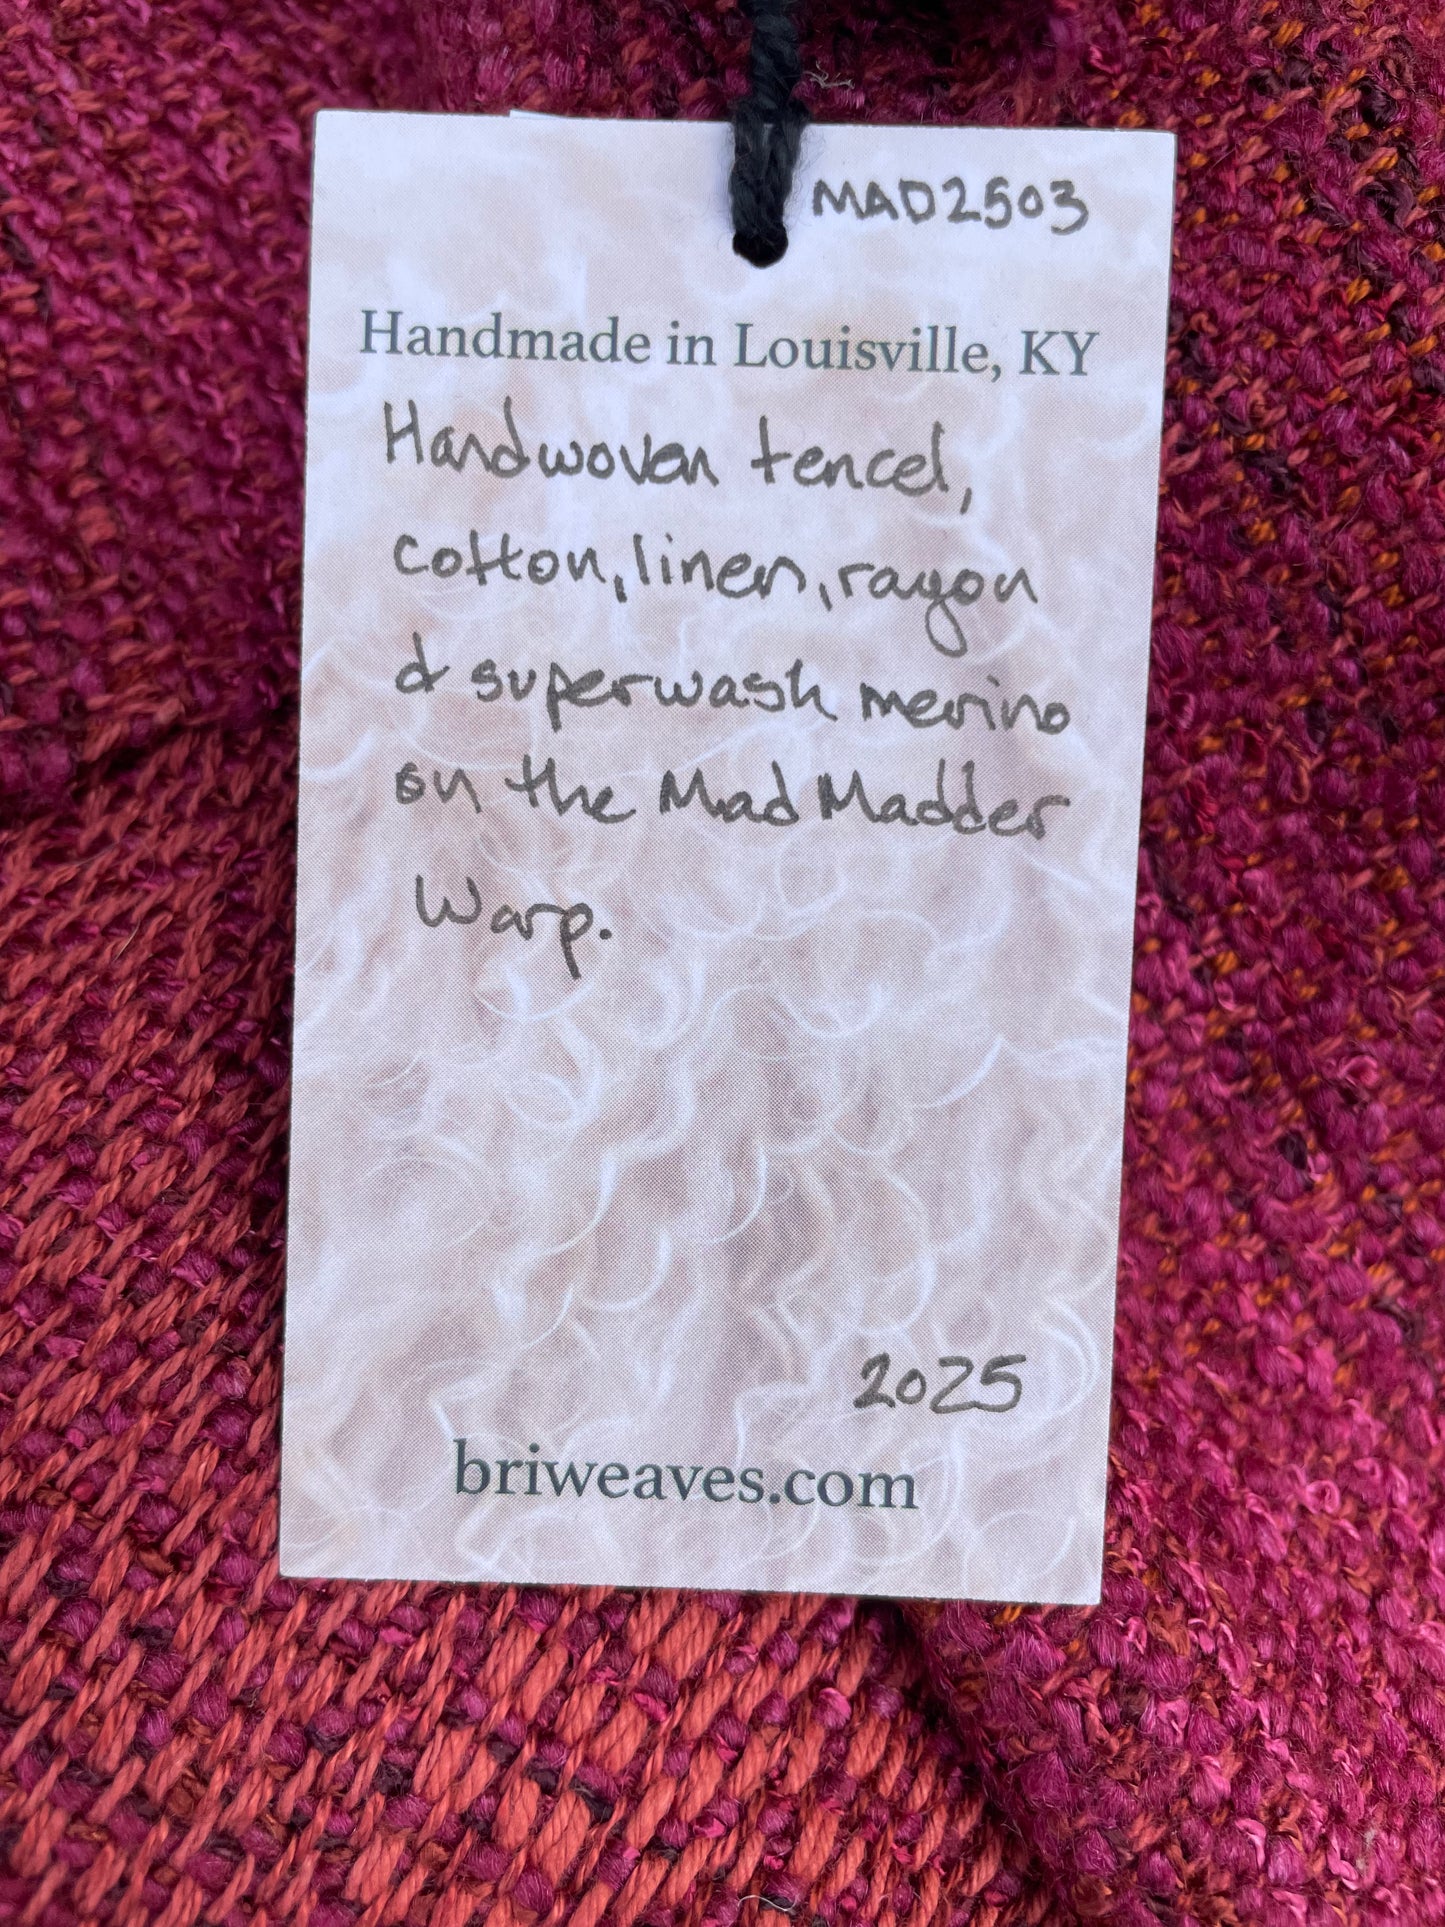 MAD2503
Handmade in Louisville, KY
Handwoven tencel,
cotton, linen, rayon
& superwash merino
on the Mad Madder
Warp.
2025
briweaves.com